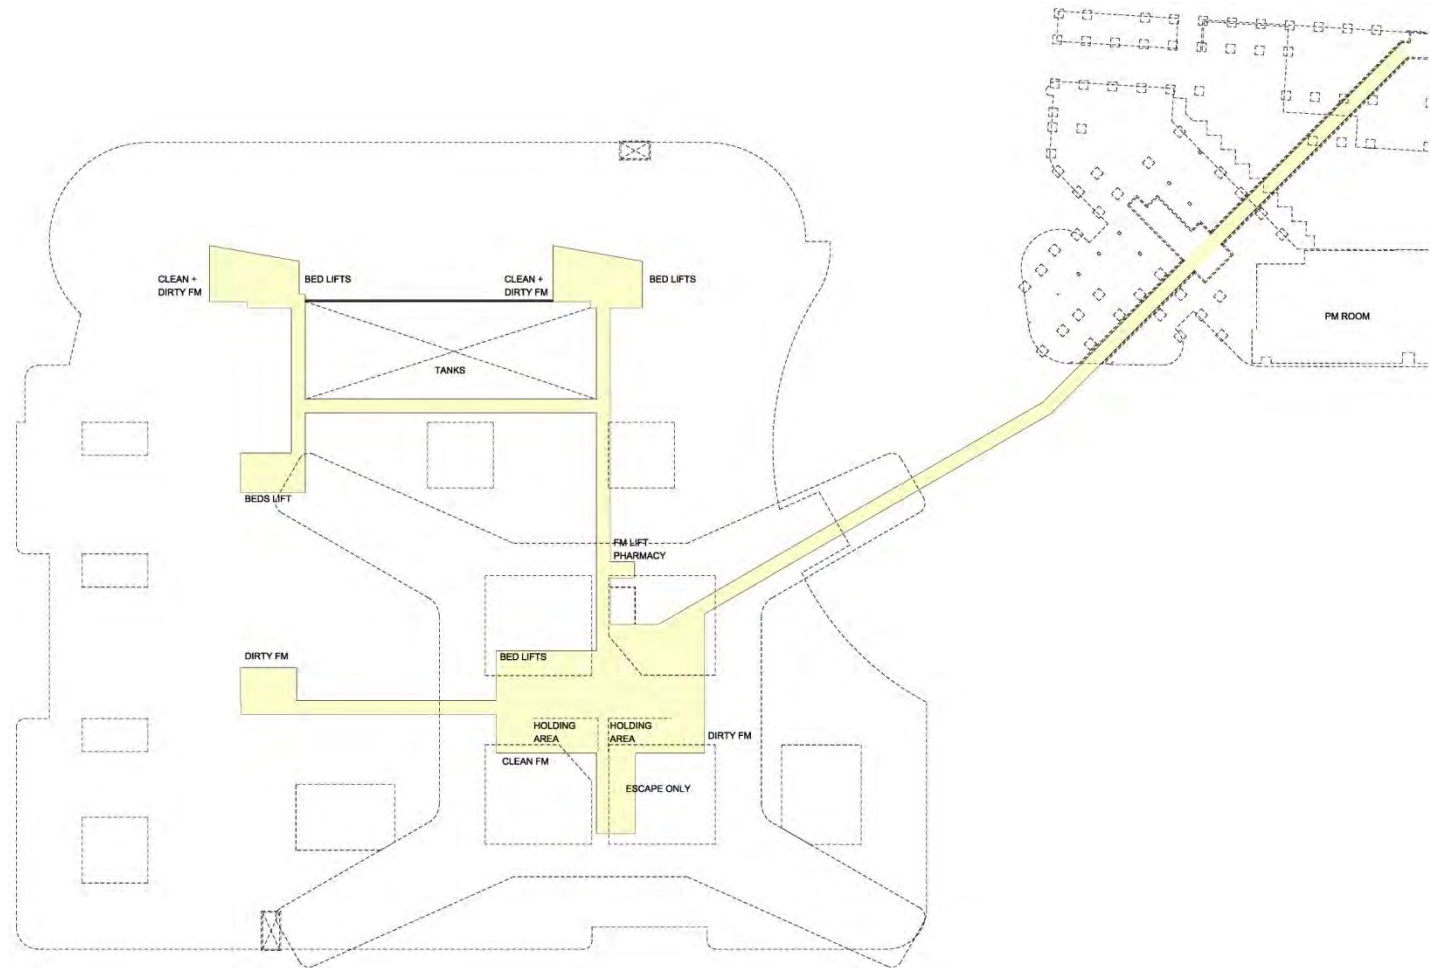 CLEAN +
DIRTY FM
BED LIFTS
CLEAN +
DIRTY FM
BED LIFTS
PM ROOM
TANKS
BEDS LIFT
FM LIFT
PHARMACY
DIRTY FM
BED LIFTS
HOLDING
AREA
HOLDING
AREA
DIRTY FM
CLEAN FM
ESCAPE ONLY